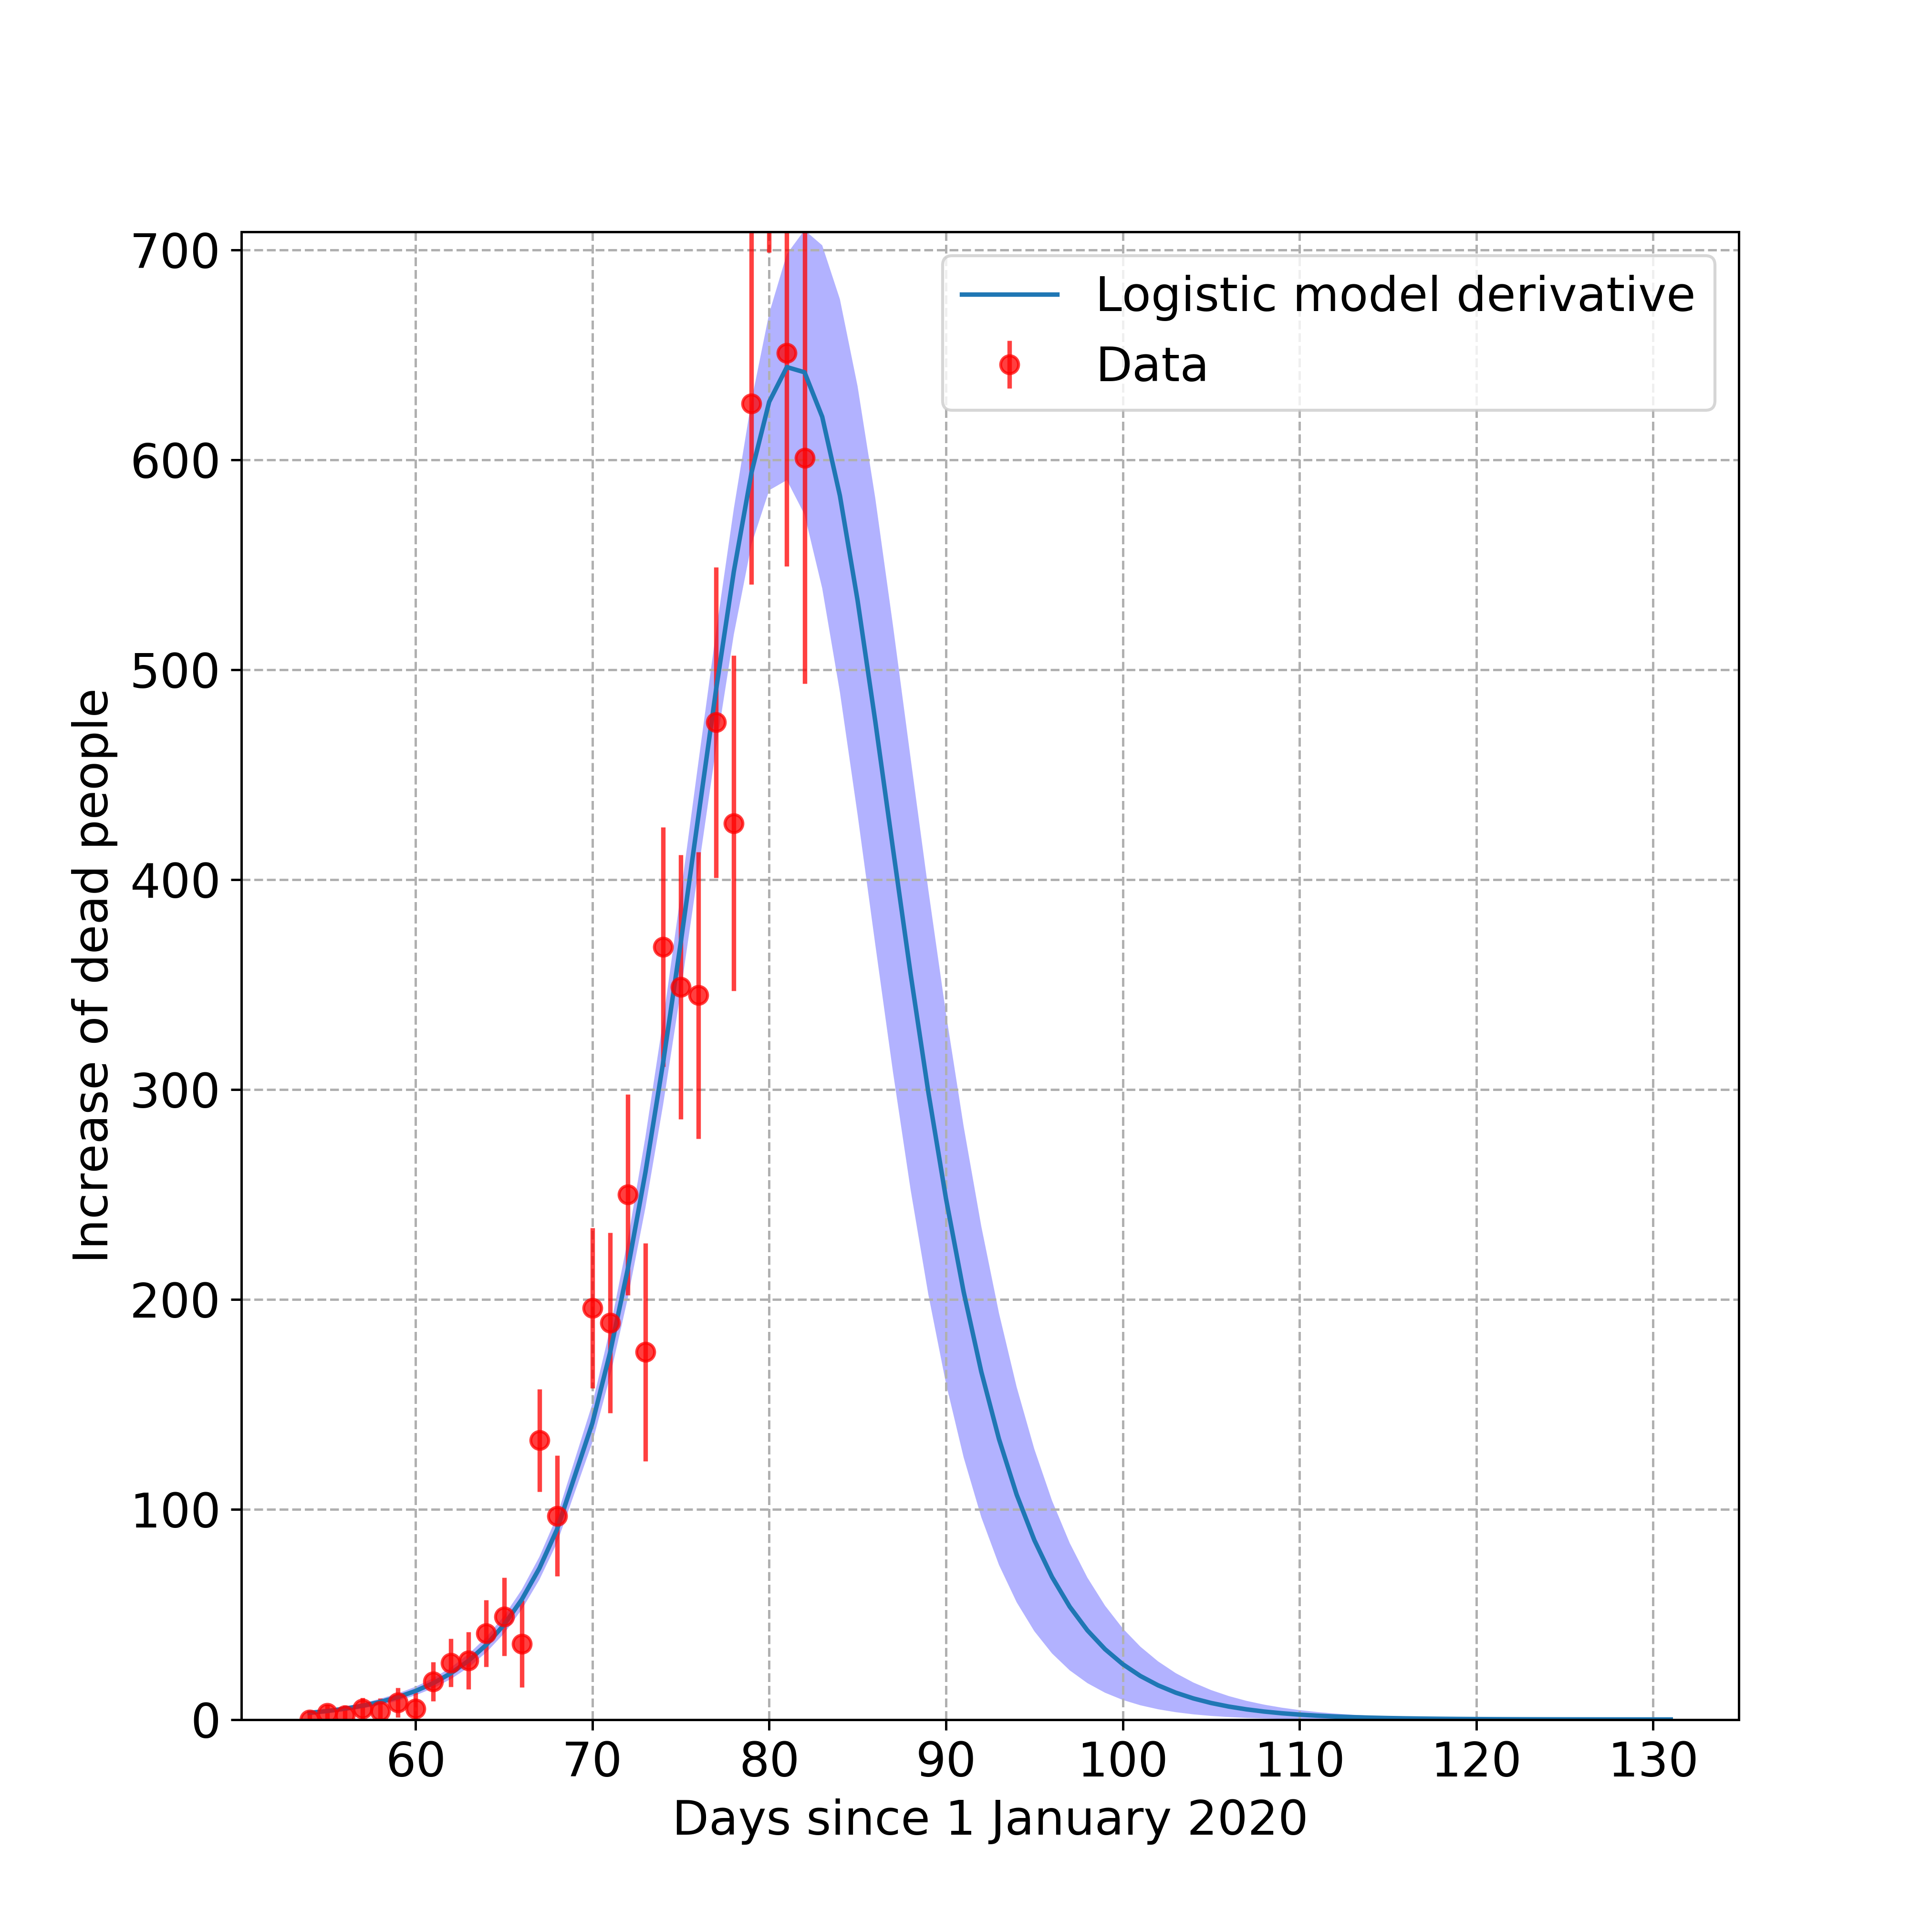 Logistic model derivative
Data
700
600
500
400
300
200
100
0
Increase of dead people
60 70 80 90 100 110 120 130
Days since 1 January 2020